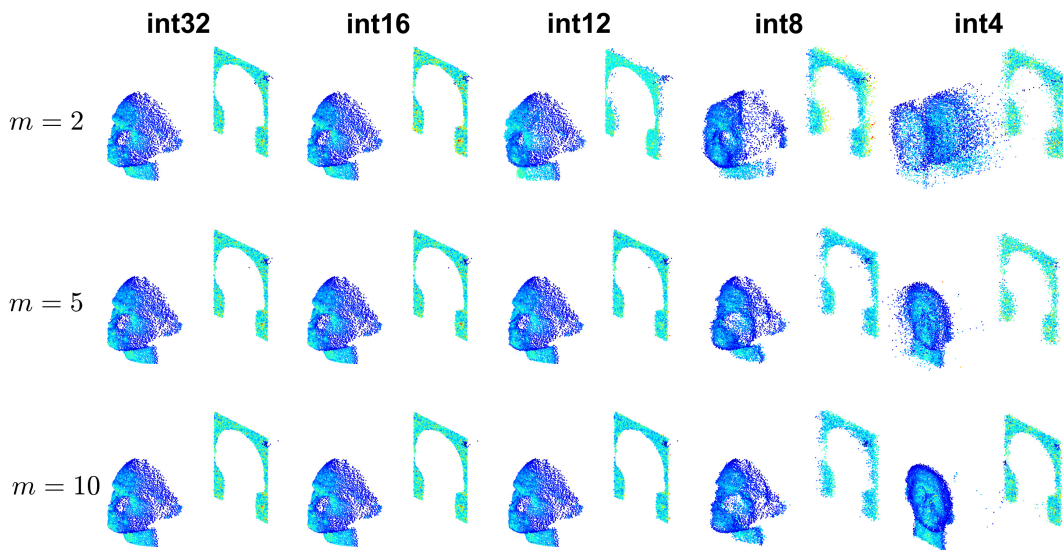 int32 int16 int12 int8 int4
m = 2
m = 5
m = 10